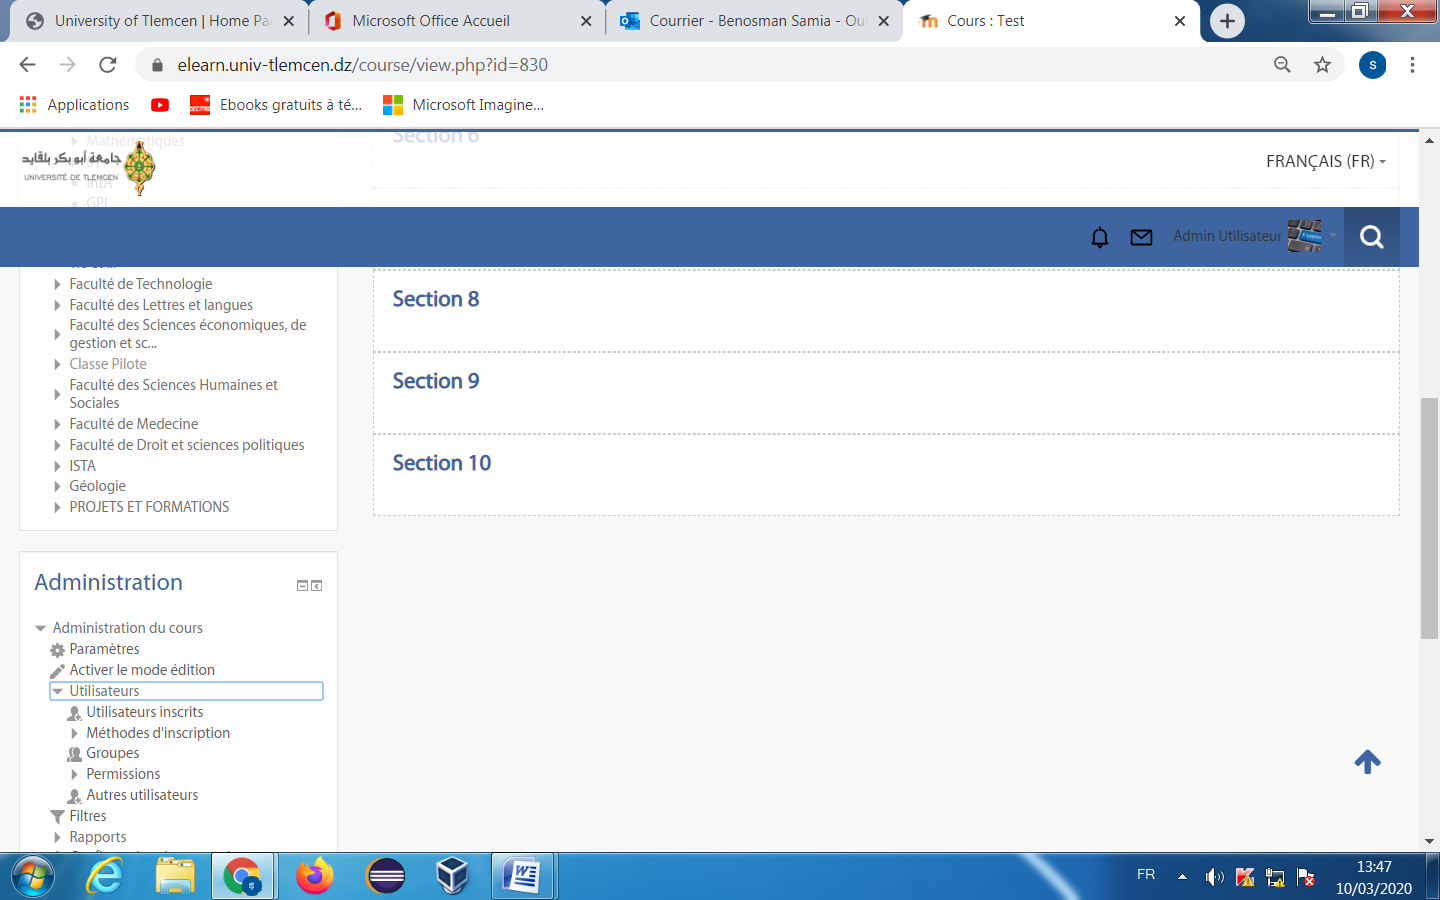 University of Tlemcen | Home Pa
Microsoft Office Accueil
Courrier - Benosman Samia - Ou
Cours : Test
elearn.univ-tlemcen.dz/course/view.php?id=830
S
Applications
Ebooks gratuits à té...
Microsoft Imagine...
Mathématiques
Section 6
جامعة أبو بكر بلقايد
UNIVERSITÉ DE TLEMCEN
FRANÇAIS (FR)
GPI
Admin Utilisateur
Faculté de Technologie
Faculté des Lettres et langues
Faculté des Sciences économiques, de
gestion et sc...
Classe Pilote
Faculté des Sciences Humaines et
Sociales
Faculté de Medecine
Faculté de Droit et sciences politiques
ISTA
Géologie
PROJETS ET FORMATIONS
Section 8
Section 9
Section 10
Administration
Administration du cours
Paramètres
Activer le mode édition
Utilisateurs
Utilisateurs inscrits
Méthodes d'inscription
Groupes
Permissions
Autres utilisateurs
Filtres
Rapports
FR
13:47
10/03/2020